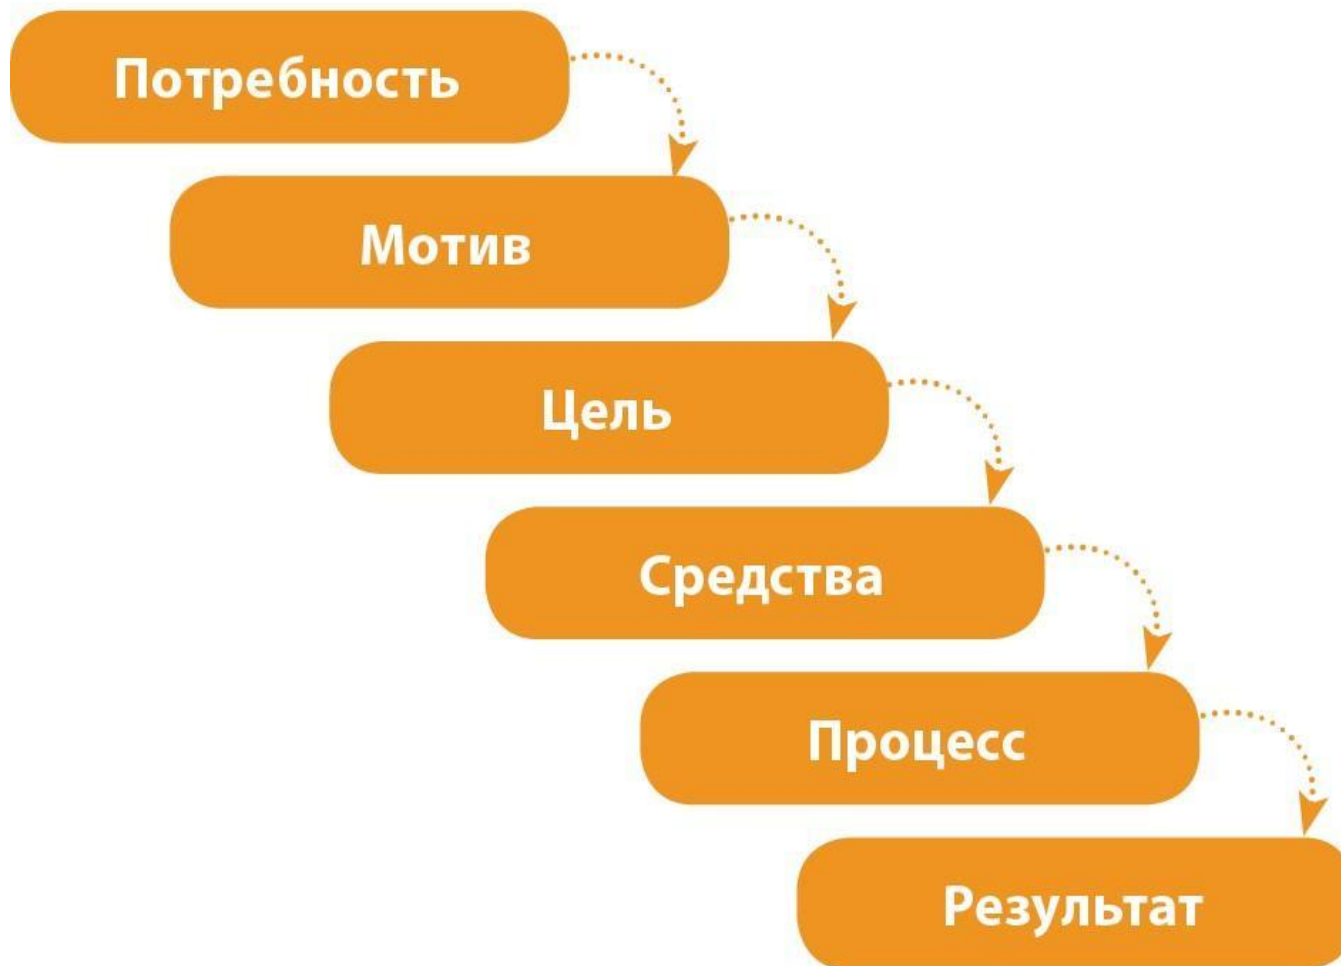 Потребность
Мотив
Цель
Средства
Процесс
Результат